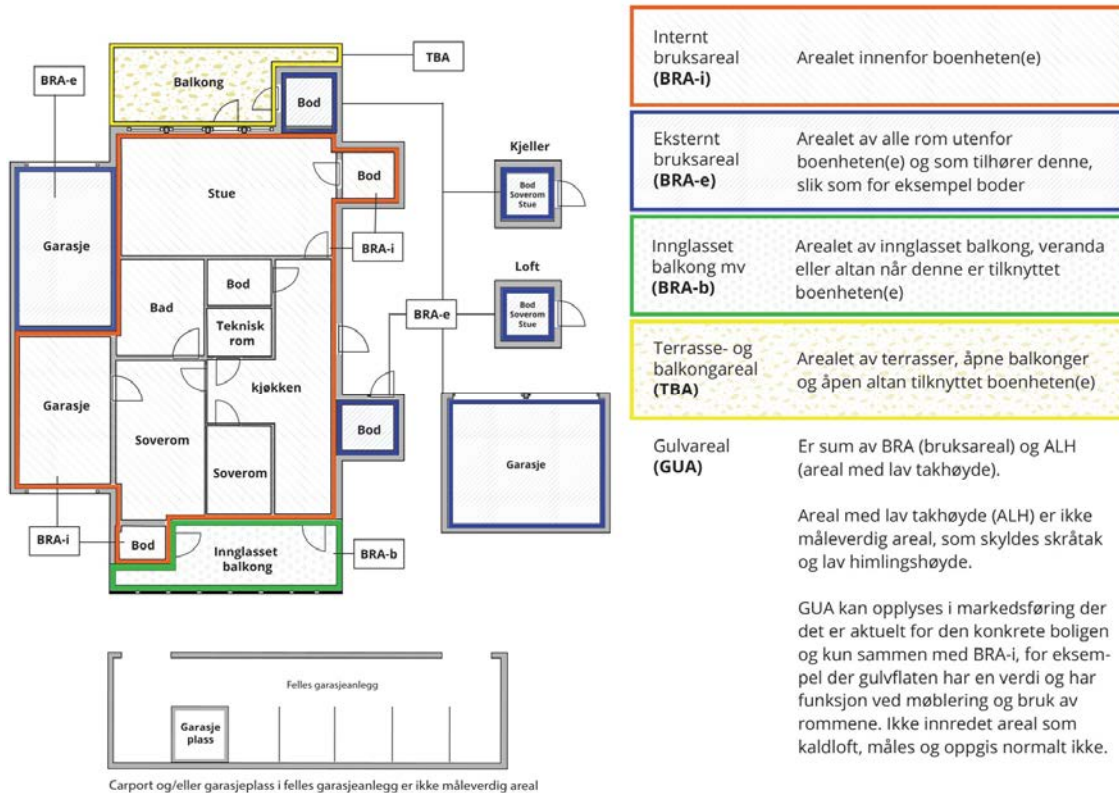 TBA
BRA-e
Balkong
Bod
Kjeller
Bod
Soverom
Stue
Stue
Bod
BRA-i
Garasje
Loft
Bod
Soverom
Stue
Bad
Bod
Teknisk
rom
BRA-e
kjøkken
Garasje
Soverom
Bod
Soverom
Garasje
BRA-i
Bod
Innglasset
balkong
BRA-b
Felles garasjeanlegg
Garasje
plass
Carport og/eller garasjeplass i felles garasjeanlegg er ikke måleverdig areal
Internt
bruksareal
(BRA-i)
Arealet innenfor boenheten(e)
Eksternt
bruksareal
(BRA-e)
Arealet av alle rom utenfor
boenheten(e) og som tilhører denne,
slik som for eksempel boder
Innglasset
balkong mv
(BRA-b)
Arealet av innglasset balkong, veranda
eller altan når denne er tilknyttet
boenheten(e)
Terrasse- og
balkongareal
(TBA)
Arealet av terrasser, åpne balkonger
og åpen altan tilknyttet boenheten(e)
Gulvareal
(GUA)
Er sum av BRA (bruksareal) og ALH
(areal med lav takhøyde).
Areal med lav takhøyde (ALH) er ikke
måleverdig areal, som skyldes skråtak
og lav himlingshøyde.
GUA kan opplyses i markedsføring der
det er aktuelt for den konkrete boligen
og kun sammen med BRA-i, for eksem-
pel der gulvflaten har en verdi og har
funksjon ved møblering og bruk av
rommene. Ikke innredet areal som
kaldloft, måles og oppgis normalt ikke.